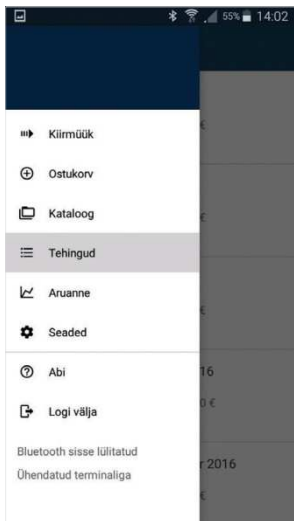 55% 14:02
Kiirmüük
€
Ostukorv
Kataloog
€
Tehingud
Aruanne
€
Seaded
Abi
16
Logi välja
0 €
Bluetooth sisse lülitatud
r 2016
Ühendatud terminaliga
€